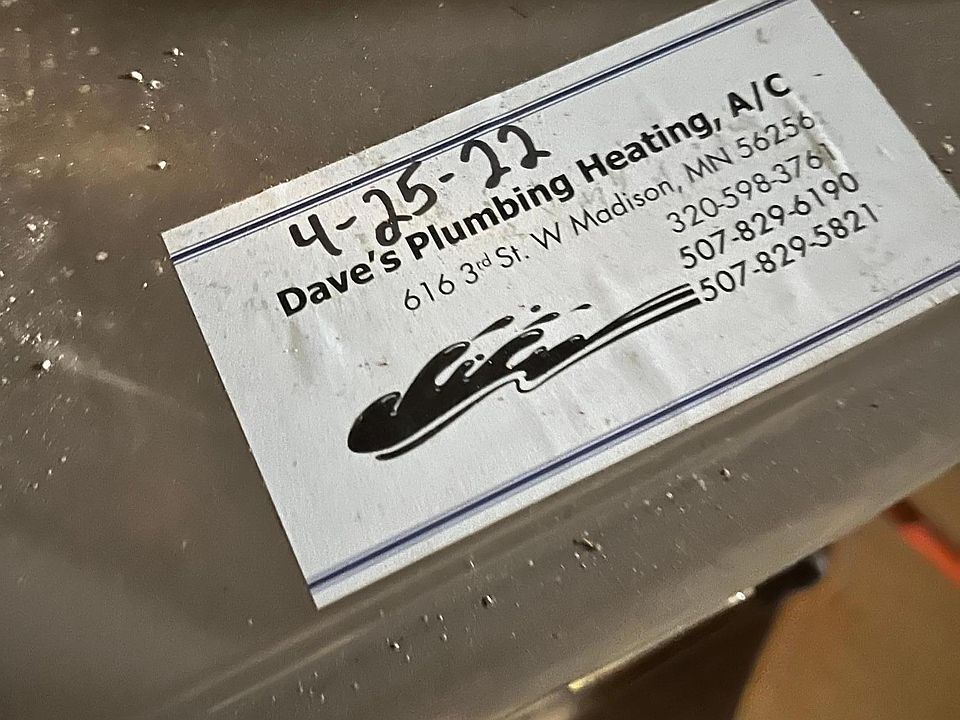 4-25-22
Dave's Plumbing Heating, A/C
616 3rd St. W Madison, MN 56256
320-598-3761
507-829-6190
507-829-5821